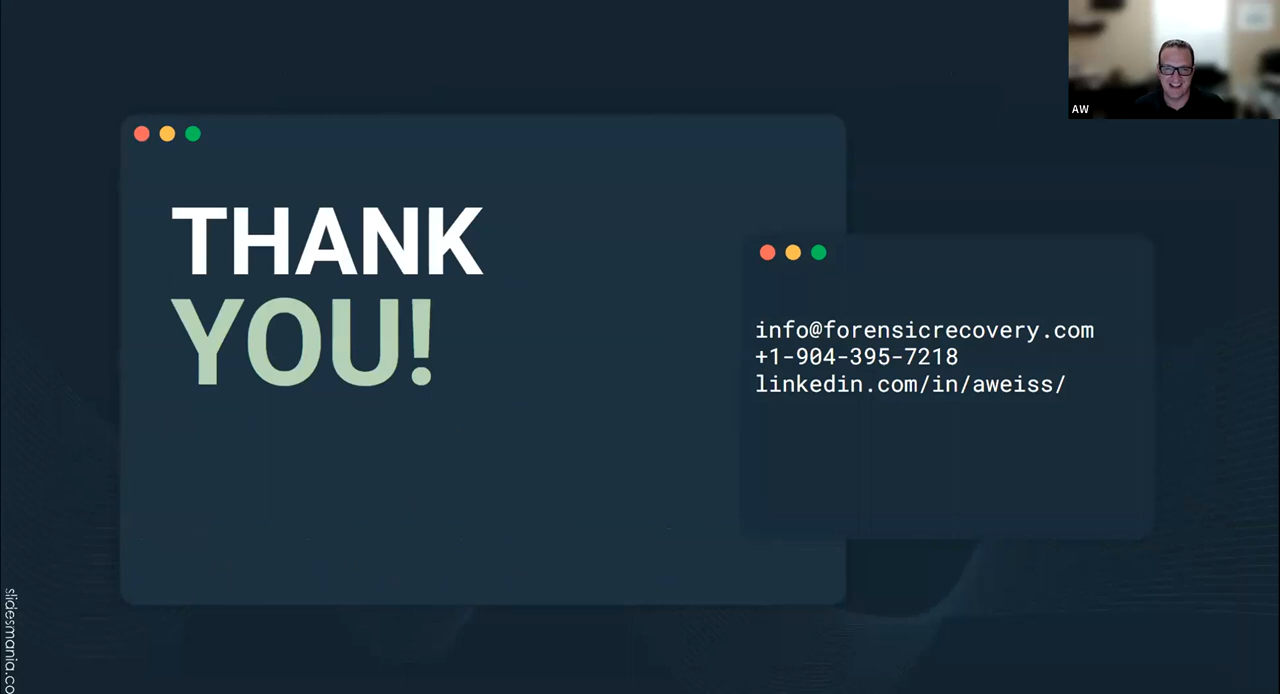 AW
THANK
YOU!
info@forensicrecovery.com
+1-904-395-7218
linkedin.com/in/aweiss/
slidesmania.co